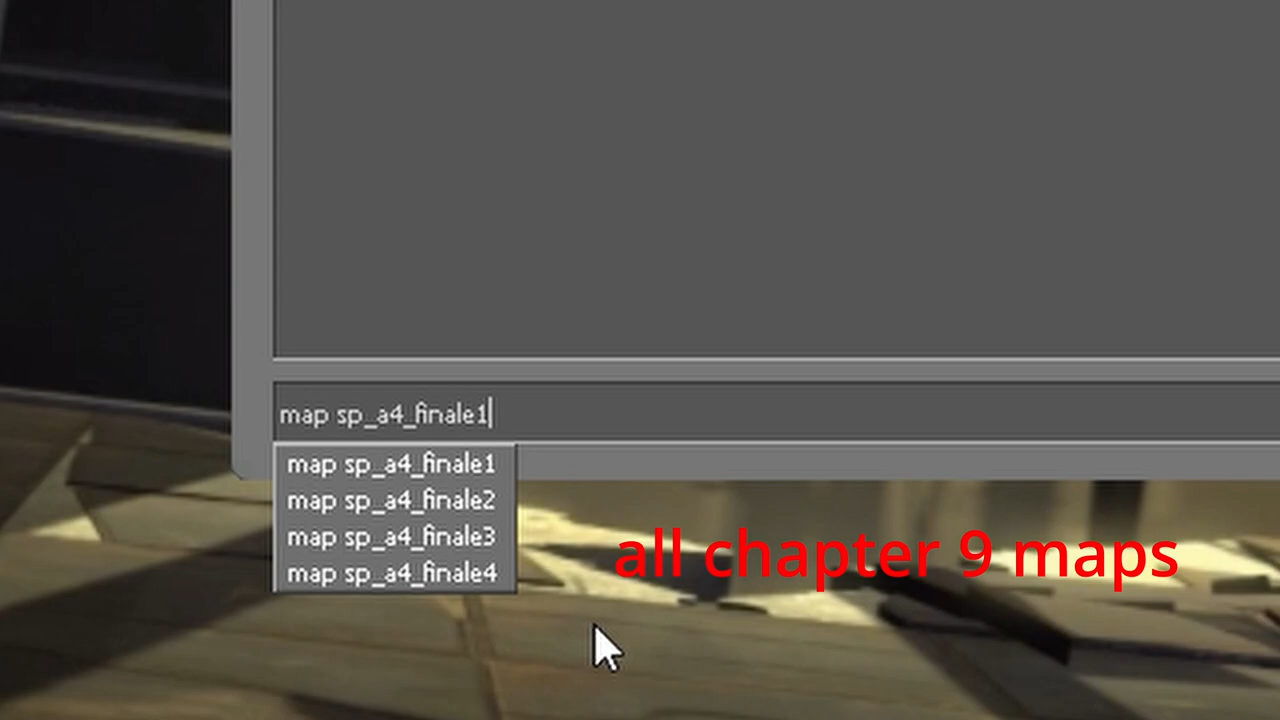 map sp_a4_finale1
map sp_a4_finale1
map sp_a4_finale2
map sp_a4_finale3
map sp_a4_finale4
all chapter 9 maps